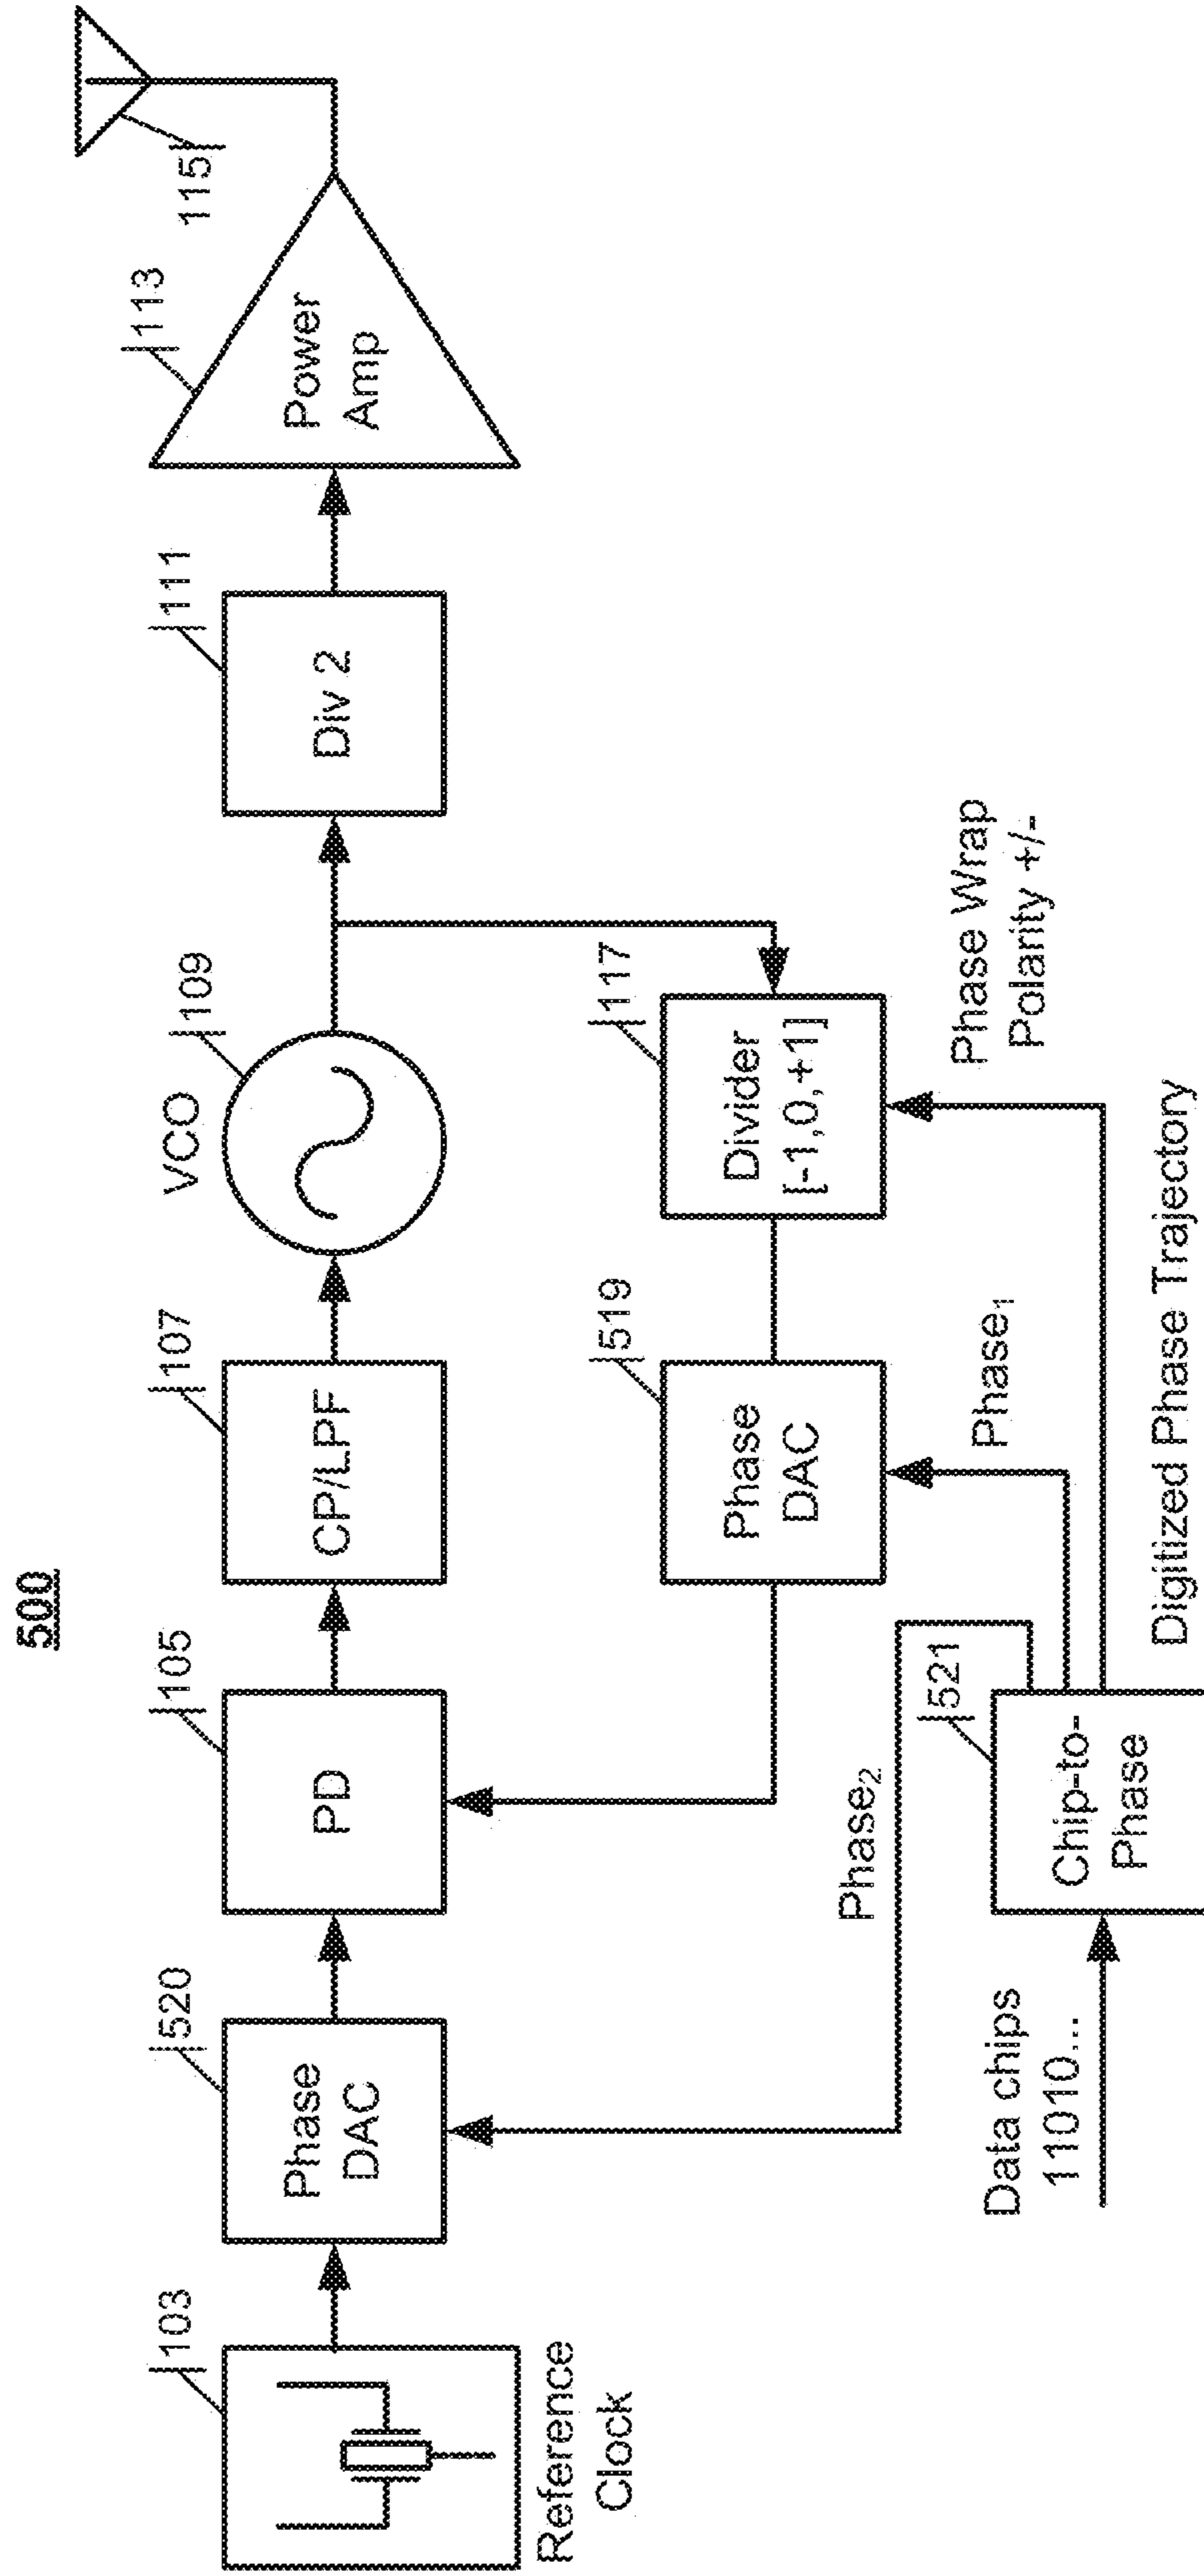 500
103
Reference
Clock
520
Phase
DAC
105
PD
107
CP/LPF
VCO
109
111
Div 2
113
Power
Amp
115
519
Phase
DAC
117
Divider
[-1,0,+1]
Phase₂
Phase₁
Phase Wrap
Polarity +/-
Data chips
11010...
521
Chip-to-
Phase
Digitized Phase Trajectory